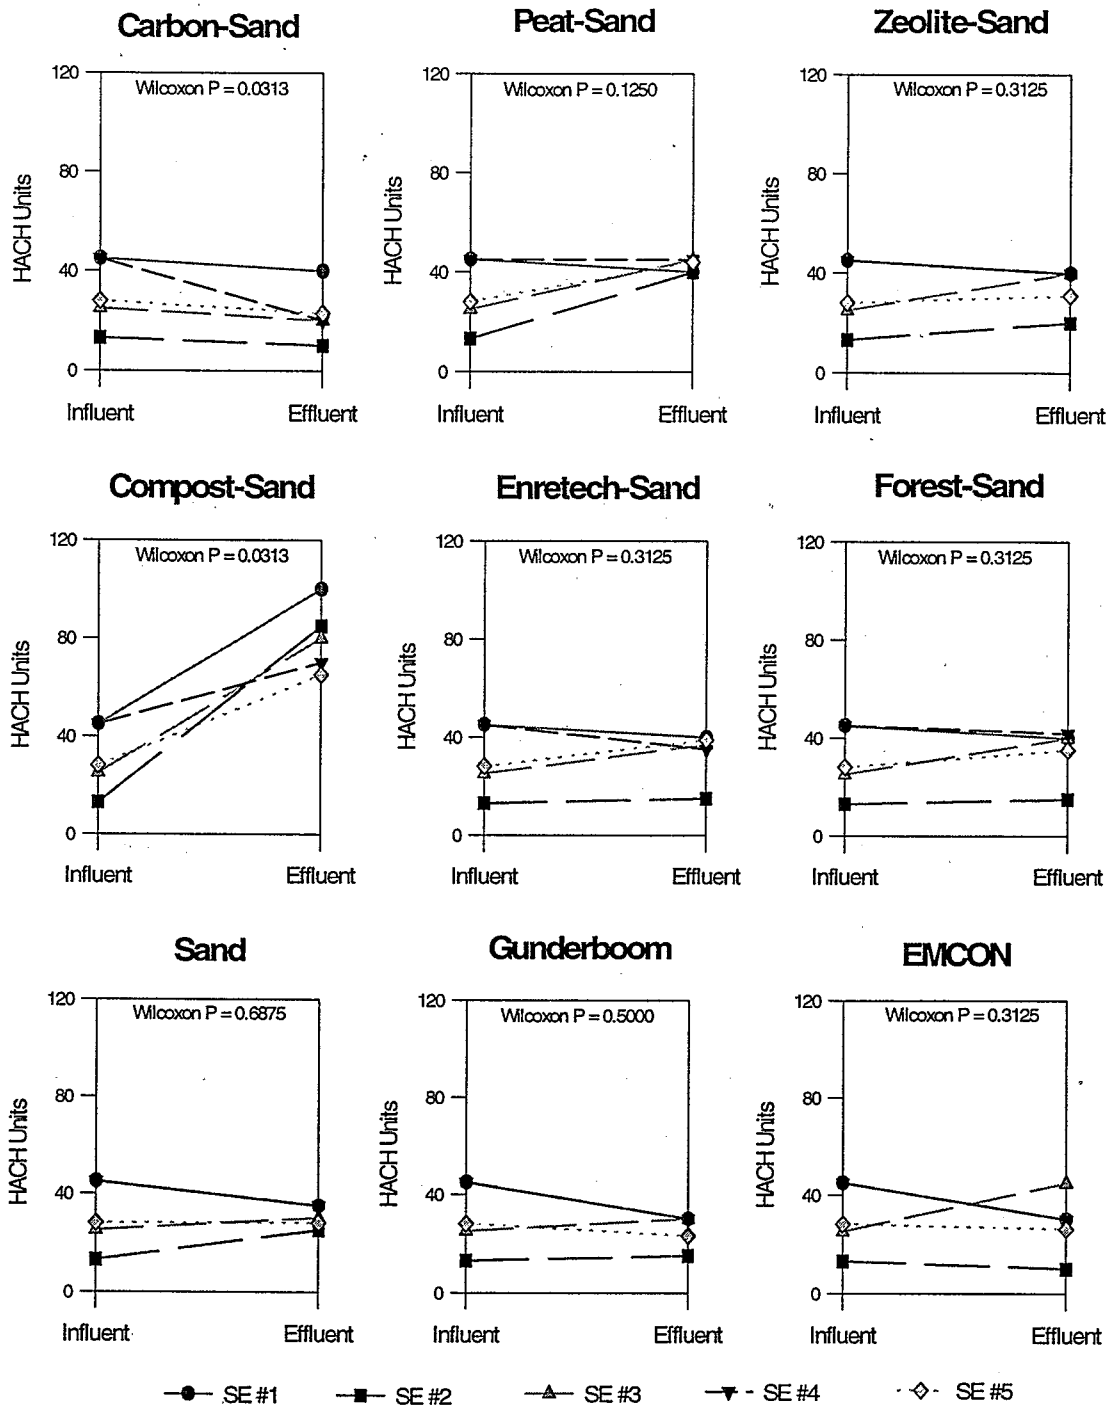 Carbon-Sand
Peat-Sand
Zeolite-Sand
120
Wilcoxon P = 0.0313
80
40
0
HACH Units
Influent
Effluent
120
Wilcoxon P = 0.1250
80
40
0
HACH Units
Influent
Effluent
120
Wilcoxon P = 0.3125
80
40
0
HACH Units
Influent
Effluent
Compost-Sand
Enretech-Sand
Forest-Sand
120
Wilcoxon P = 0.0313
80
40
0
HACH Units
Influent
Effluent
120
Wilcoxon P = 0.3125
80
40
0
HACH Units
Influent
Effluent
120
Wilcoxon P = 0.3125
80
40
0
HACH Units
Influent
Effluent
Sand
Gunderboom
EMCON
120
Wilcoxon P = 0.6875
80
40
0
HACH Units
Influent
Effluent
120
Wilcoxon P = 0.5000
80
40
0
HACH Units
Influent
Effluent
120
Wilcoxon P = 0.3125
80
40
0
HACH Units
Influent
Effluent
SE #1
SE #2
SE #3
SE #4
SE #5